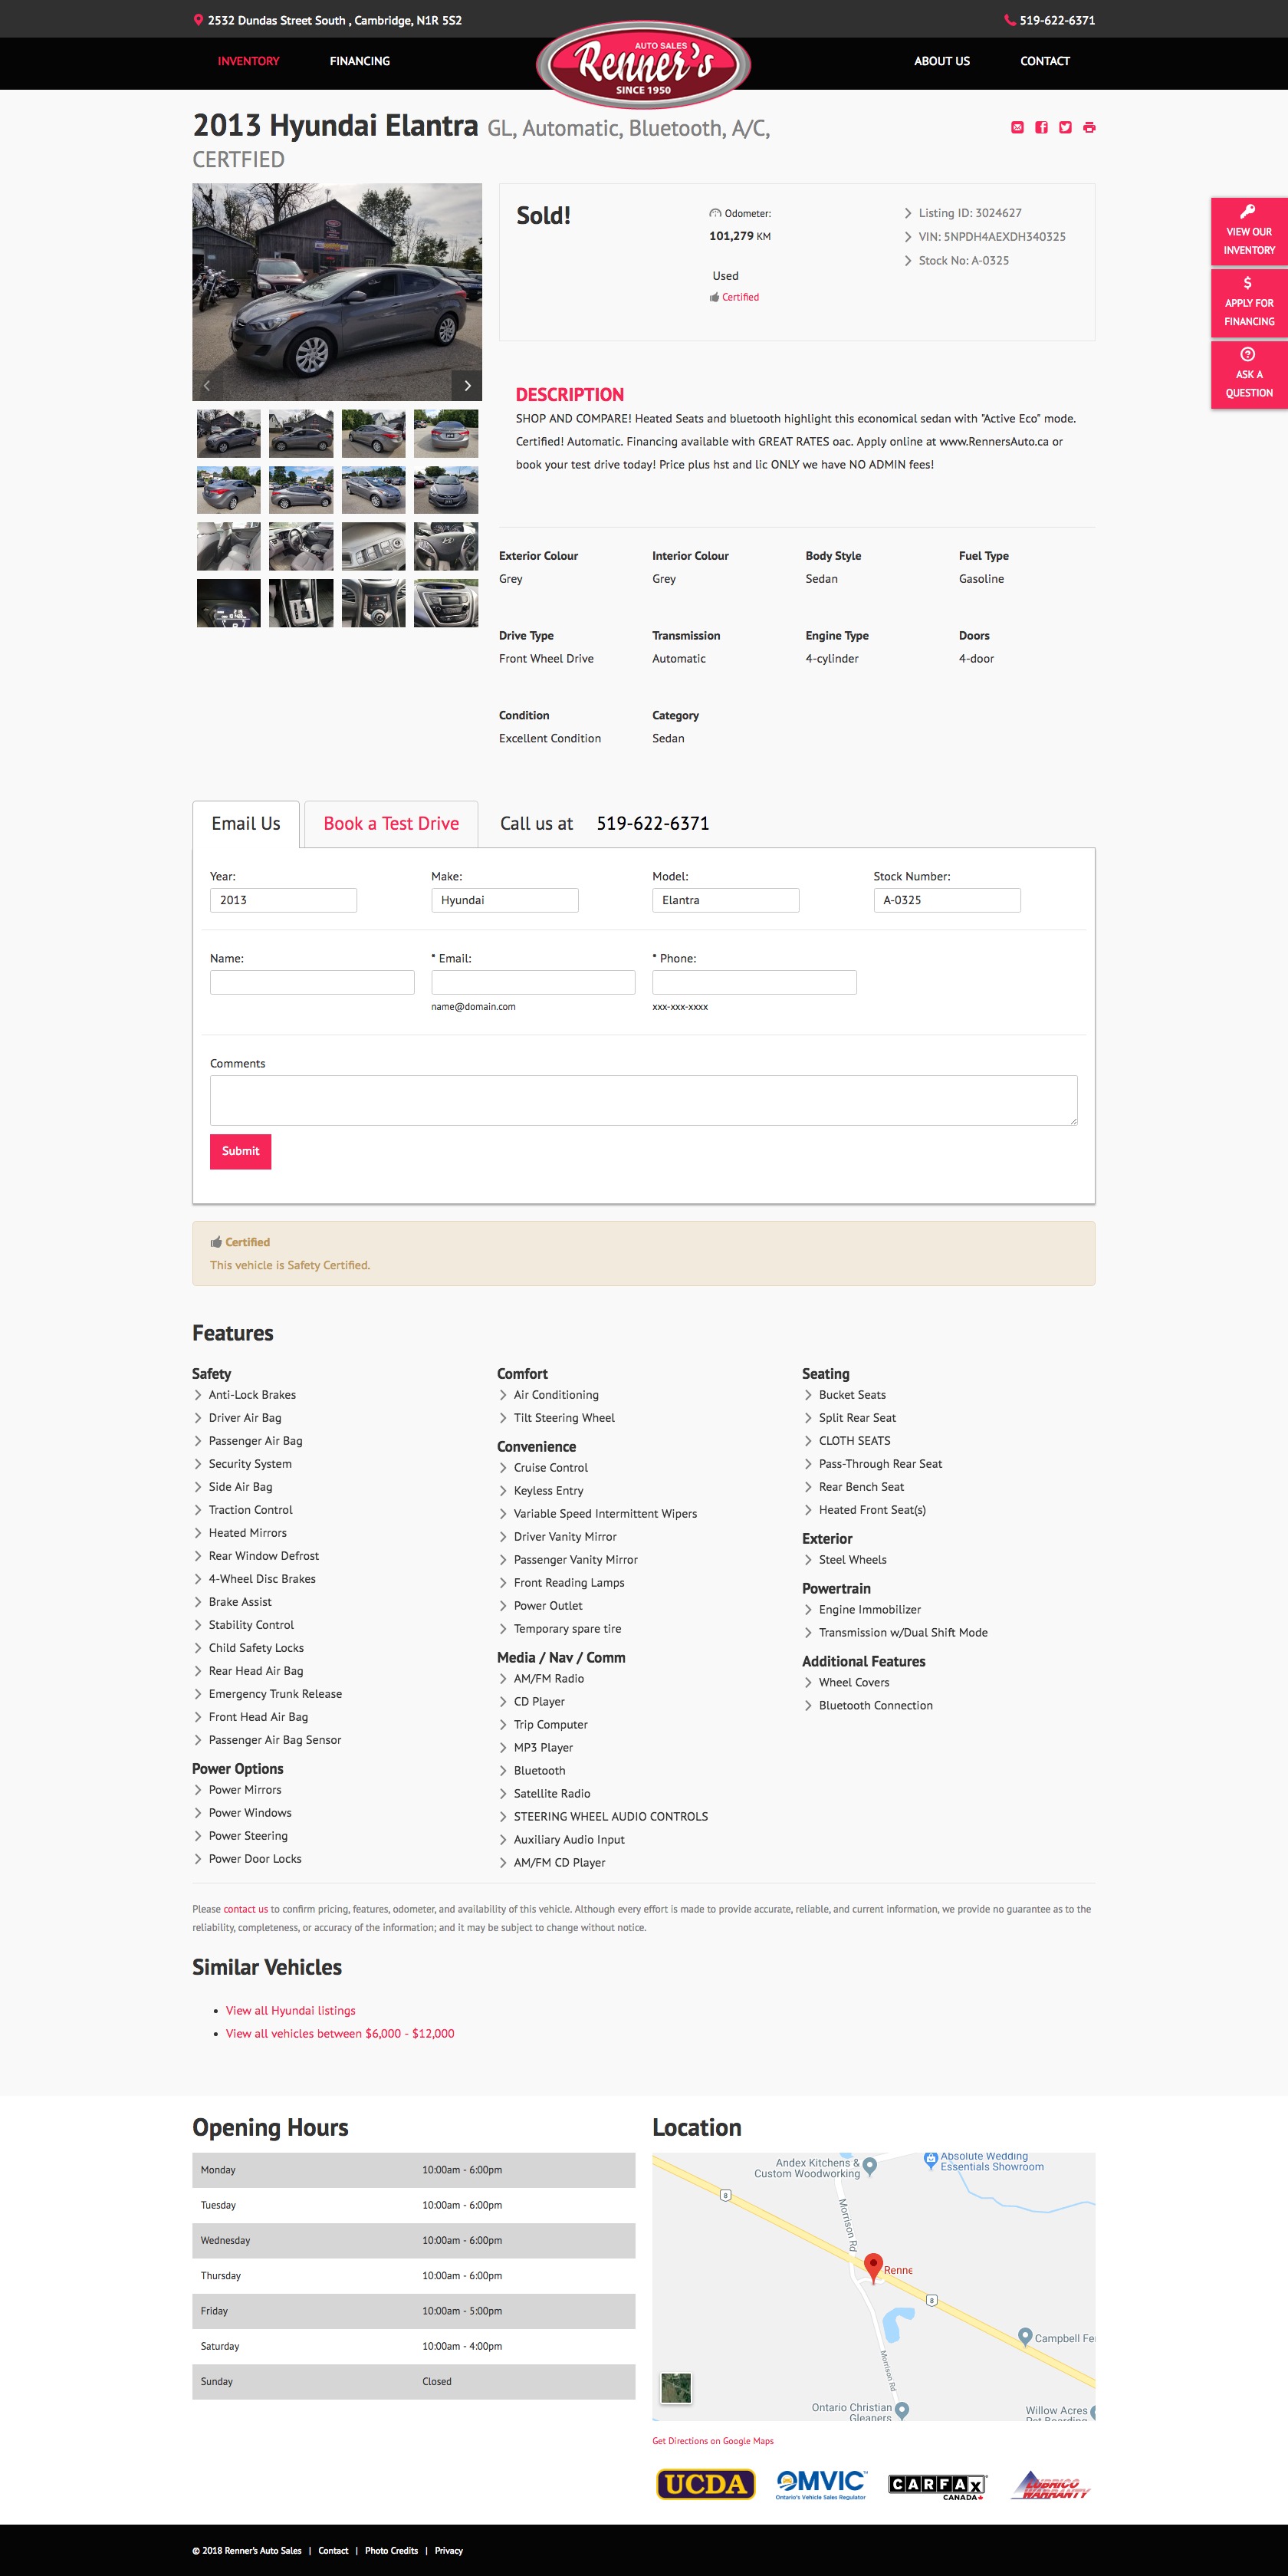 2532 Dundas Street South , Cambridge, N1R 5S2
519-622-6371
INVENTORY
FINANCING
AUTO SALES
Renner's
SINCE 1950
ABOUT US
CONTACT
2013 Hyundai Elantra GL, Automatic, Bluetooth, A/C,
CERTFIED
Sold!
Odometer:
101,279 KM
Used
Certified
Listing ID: 3024627
VIN: 5NPDH4AEXDH340325
Stock No: A-0325
VIEW OUR
INVENTORY
$
APPLY FOR
FINANCING
ASK A
QUESTION
DESCRIPTION
SHOP AND COMPARE! Heated Seats and bluetooth highlight this economical sedan with "Active Eco" mode.
Certified! Automatic. Financing available with GREAT RATES oac. Apply online at www.RennersAuto.ca or
book your test drive today! Price plus hst and lic ONLY we have NO ADMIN fees!
Exterior Colour
Grey
Interior Colour
Grey
Body Style
Sedan
Fuel Type
Gasoline
Drive Type
Front Wheel Drive
Transmission
Automatic
Engine Type
4-cylinder
Doors
4-door
Condition
Excellent Condition
Category
Sedan
Email Us
Book a Test Drive
Call us at 519-622-6371
Year:
2013
Make:
Hyundai
Model:
Elantra
Stock Number:
A-0325
Name:
* Email:
name@domain.com
* Phone:
xxx-xxx-xxxx
Comments
Submit
Certified
This vehicle is Safety Certified.
Features
Safety
Anti-Lock Brakes
Driver Air Bag
Passenger Air Bag
Security System
Side Air Bag
Traction Control
Heated Mirrors
Rear Window Defrost
4-Wheel Disc Brakes
Brake Assist
Stability Control
Child Safety Locks
Rear Head Air Bag
Emergency Trunk Release
Front Head Air Bag
Passenger Air Bag Sensor
Power Options
Power Mirrors
Power Windows
Power Steering
Power Door Locks
Comfort
Air Conditioning
Tilt Steering Wheel
Convenience
Cruise Control
Keyless Entry
Variable Speed Intermittent Wipers
Driver Vanity Mirror
Passenger Vanity Mirror
Front Reading Lamps
Power Outlet
Temporary spare tire
Media / Nav / Comm
AM/FM Radio
CD Player
Trip Computer
MP3 Player
Bluetooth
Satellite Radio
STEERING WHEEL AUDIO CONTROLS
Auxiliary Audio Input
AM/FM CD Player
Seating
Bucket Seats
Split Rear Seat
CLOTH SEATS
Pass-Through Rear Seat
Rear Bench Seat
Heated Front Seat(s)
Exterior
Steel Wheels
Powertrain
Engine Immobilizer
Transmission w/Dual Shift Mode
Additional Features
Wheel Covers
Bluetooth Connection
Please contact us to confirm pricing, features, odometer, and availability of this vehicle. Although every effort is made to provide accurate, reliable, and current information, we provide no guarantee as to the
reliability, completeness, or accuracy of the information; and it may be subject to change without notice.
Similar Vehicles
View all Hyundai listings
View all vehicles between $6,000 - $12,000
Opening Hours
Monday 10:00am - 6:00pm
Tuesday 10:00am - 6:00pm
Wednesday 10:00am - 6:00pm
Thursday 10:00am - 6:00pm
Friday 10:00am - 5:00pm
Saturday 10:00am - 4:00pm
Sunday Closed
Location
Andex Kitchens &
Custom Woodworking
Absolute Wedding
Essentials Showroom
8
Morrison Rd
Renne
8
Campbell Fe
Morrison Rd
Ontario Christian
Gleaners
Willow Acres
Pet Boarding
Get Directions on Google Maps
UCDA
OMVIC
Ontario's Vehicle Sales Regulator
CARFAX
CANADA
LUBRICO
WARRANTY
© 2018 Renner's Auto Sales | Contact | Photo Credits | Privacy